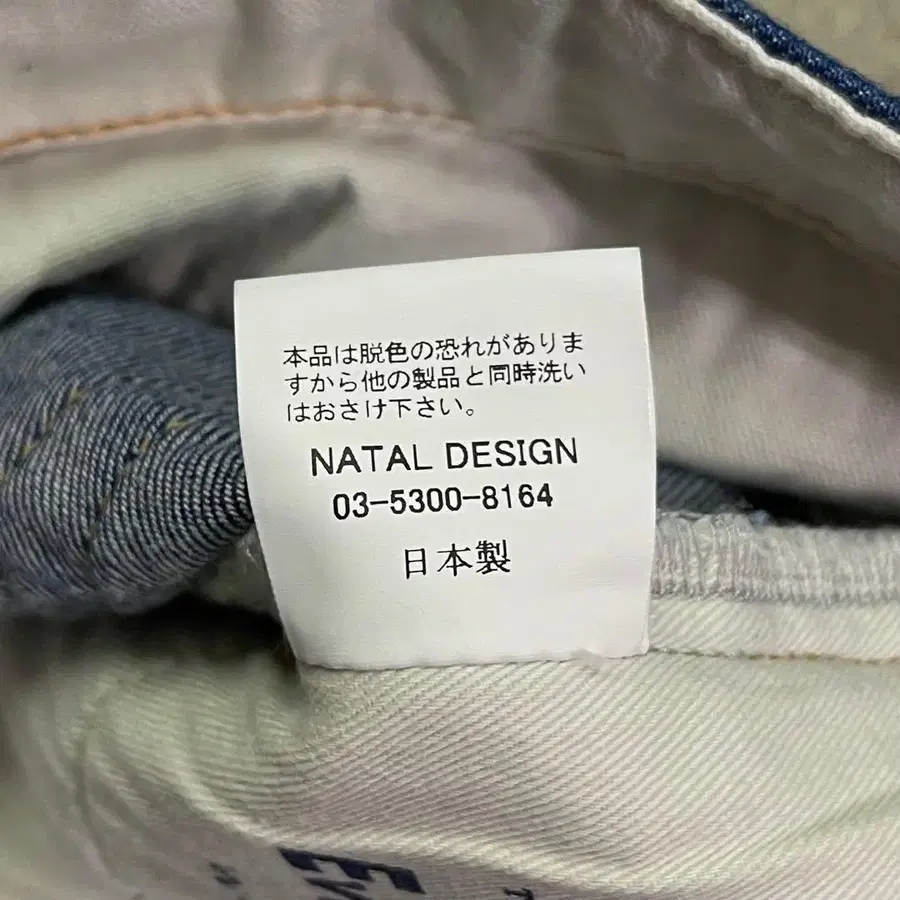 本品は脱色の恐れがありま
すから他の製品と同時洗い
はおさけ下さい。
NATAL DESIGN
03-5300-8164
日本製